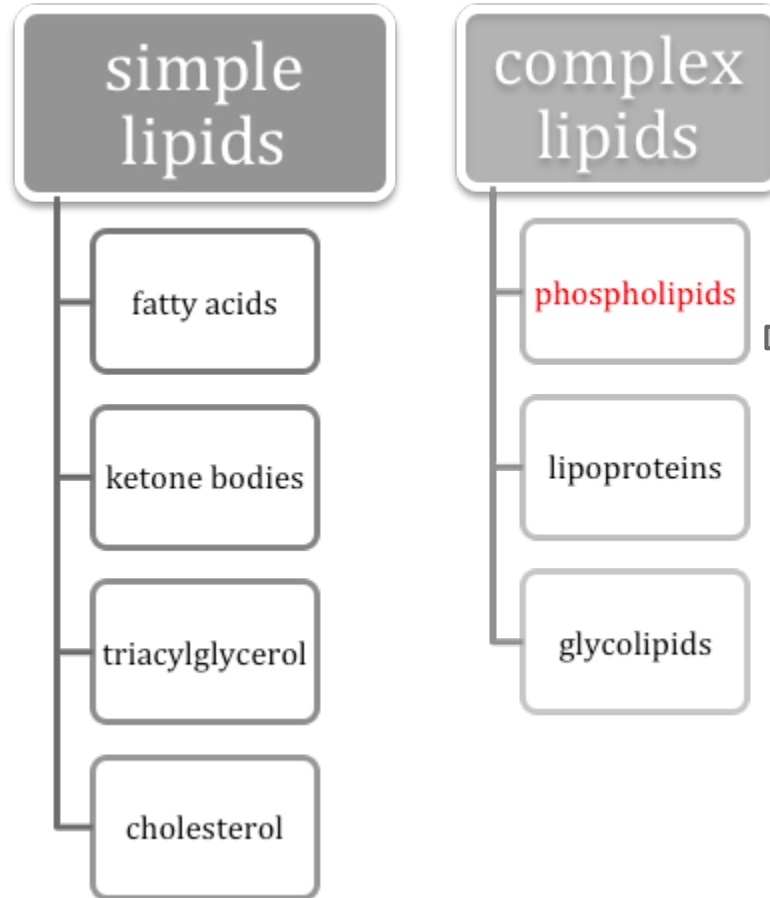 simple
lipids
fatty acids
ketone bodies
triacylglycerol
cholesterol
complex
lipids
phospholipids
lipoproteins
glycolipids